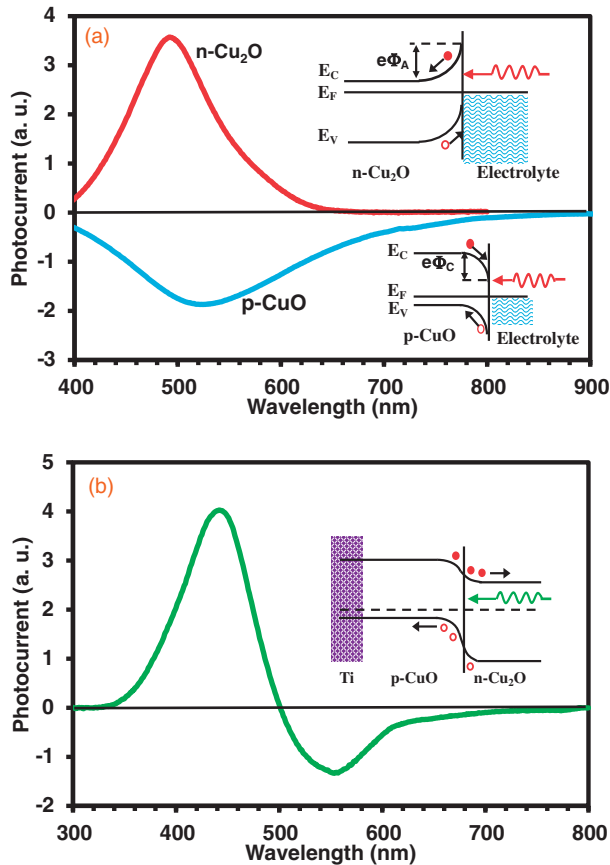 (a)
n-Cu₂O
p-CuO
Photocurrent (a. u.)
4
3
2
1
0
-1
-2
-3
400 500 600 700 800 900
Wavelength (nm)
eΦA
EC
EF
EV
n-Cu₂O Electrolyte
EC
eΦC
EF
EV
p-CuO
Electrolyte
(b)
Photocurrent (a. u.)
5
4
3
2
1
0
-1
-2
300 400 500 600 700 800
Wavelength (nm)
Ti p-CuO n-Cu₂O